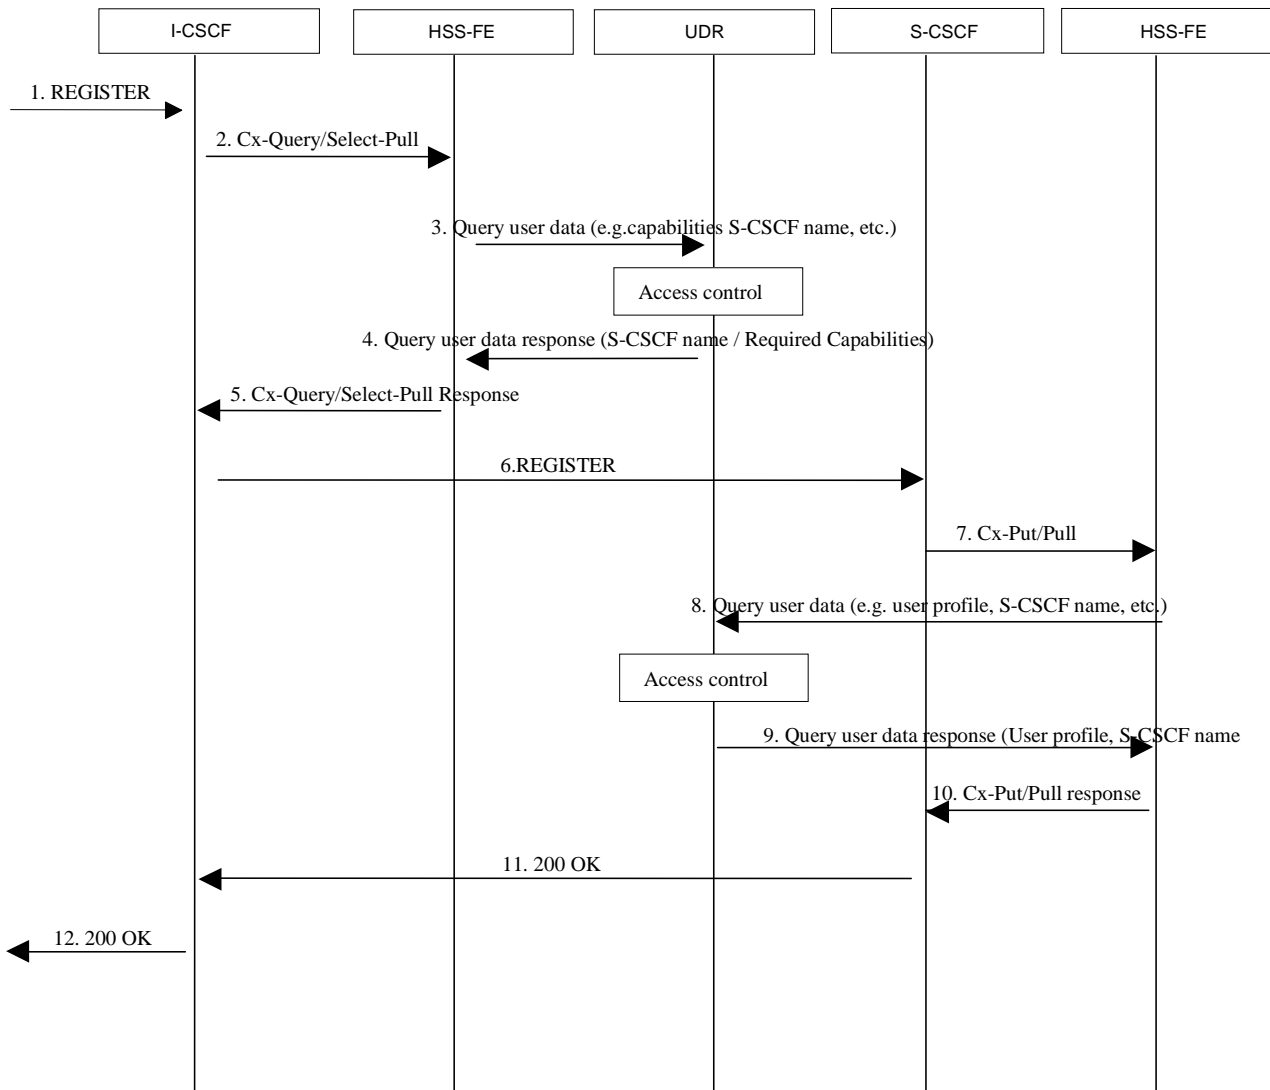 I-CSCF
HSS-FE
UDR
S-CSCF
HSS-FE
1. REGISTER
2. Cx-Query/Select-Pull
3. Query user data (e.g.capabilities S-CSCF name, etc.)
Access control
4. Query user data response (S-CSCF name / Required Capabilities)
5. Cx-Query/Select-Pull Response
6.REGISTER
7. Cx-Put/Pull
8. Query user data (e.g. user profile, S-CSCF name, etc.)
Access control
9. Query user data response (User profile, S-CSCF name
10. Cx-Put/Pull response
11. 200 OK
12. 200 OK